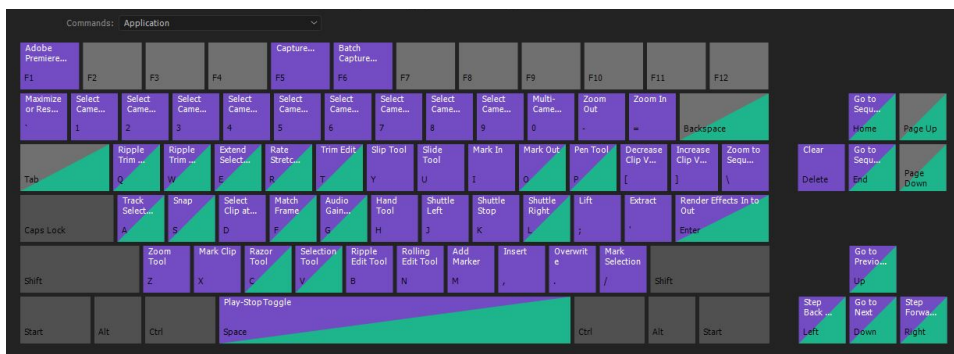 Commands: Application
Adobe Premiere... F1
F2
F3
F4
Capture... F5
Batch Capture... F6
F7
F8
F9
F10
F11
F12
Maximize or Res... `
Select Came... 1
Select Came... 2
Select Came... 3
Select Came... 4
Select Came... 5
Select Came... 6
Select Came... 7
Select Came... 8
Select Came... 9
Multi-Came... 0
Zoom Out -
Zoom In =
Backspace
Go to Sequ... Home
Page Up
Tab
Ripple Trim ... Q
Ripple Trim ... W
Extend Select... E
Rate Stretc... R
Trim Edit T
Slip Tool Y
Slide Tool U
Mark In I
Mark Out O
Pen Tool P
Decrease Clip V... [
Increase Clip V... ]
Zoom to Sequ... \
Clear Delete
Go to Sequ... End
Page Down
Caps Lock
Track Select... A
Snap S
Select Clip at... D
Match Frame F
Audio Gain... G
Hand Tool H
Shuttle Left J
Shuttle Stop K
Shuttle Right L
Lift ;
Extract '
Render Effects In to Out Enter
Shift
Zoom Tool Z
Mark Clip X
Razor Tool C
Selection Tool V
Ripple Edit Tool B
Rolling Edit Tool N
Add Marker M
Insert ,
Overwrit e .
Mark Selection /
Shift
Go to Previo... Up
Start
Alt
Ctrl
Play-Stop Toggle Space
Ctrl
Alt
Start
Step Back ... Left
Go to Next Down
Step Forwa... Right